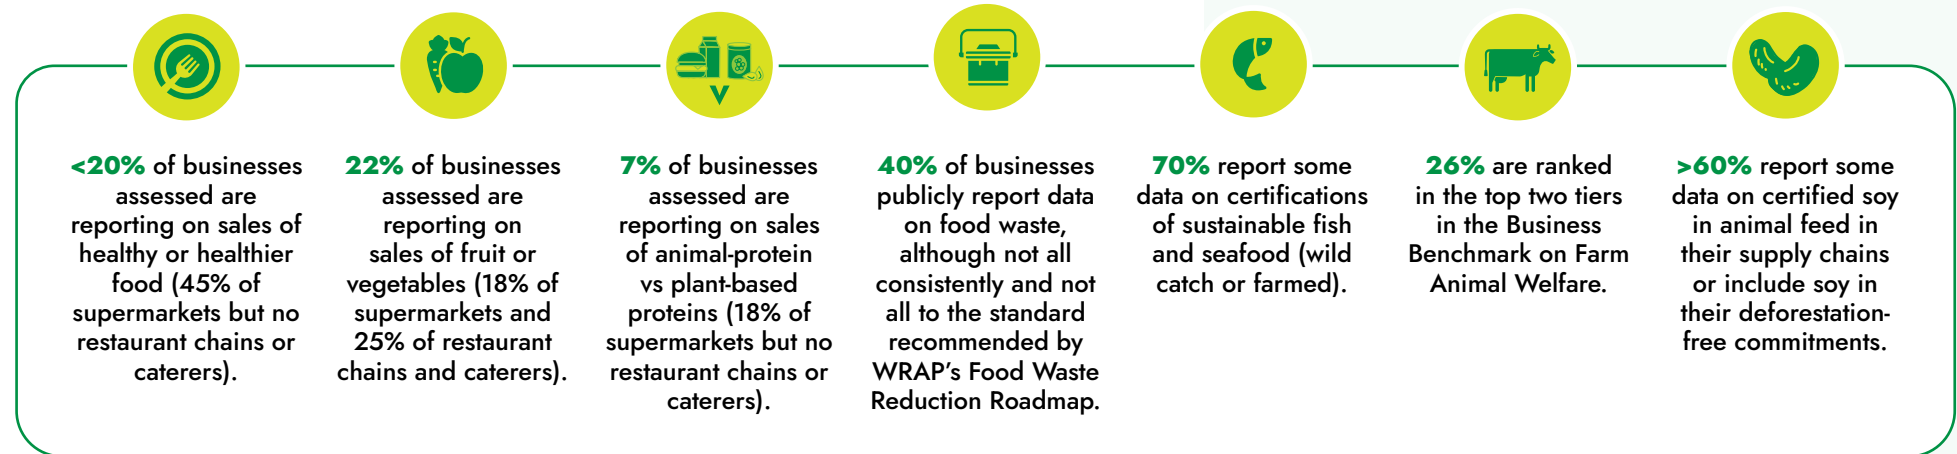 <20% of businesses
assessed are
reporting on sales of
healthy or healthier
food (45% of
supermarkets but no
restaurant chains or
caterers).
22% of businesses
assessed are
reporting on
sales of fruit or
vegetables (18% of
supermarkets and
25% of restaurant
chains and caterers).
7% of businesses
assessed are
reporting on sales
of animal-protein
vs plant-based
proteins (18% of
supermarkets but no
restaurant chains or
caterers).
40% of businesses
publicly report data
on food waste,
although not all
consistently and not
all to the standard
recommended by
WRAP’s Food Waste
Reduction Roadmap.
70% report some
data on certifications
of sustainable fish
and seafood (wild
catch or farmed).
26% are ranked
in the top two tiers
in the Business
Benchmark on Farm
Animal Welfare.
>60% report some
data on certified soy
in animal feed in
their supply chains
or include soy in
their deforestation-
free commitments.